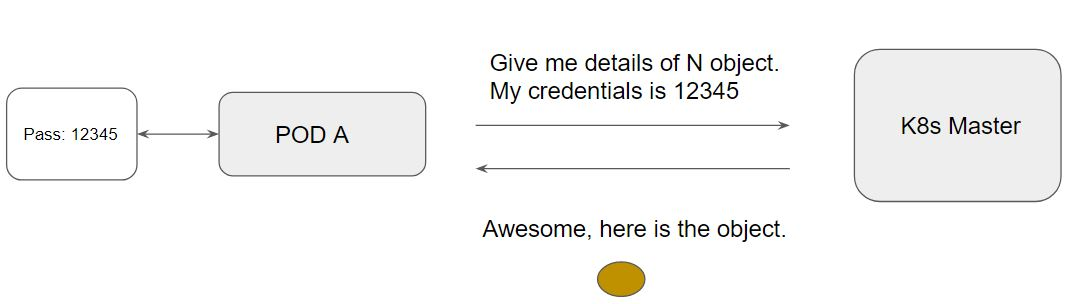 Give me details of N object.
My credentials is 12345
Pass: 12345
POD A
K8s Master
Awesome, here is the object.